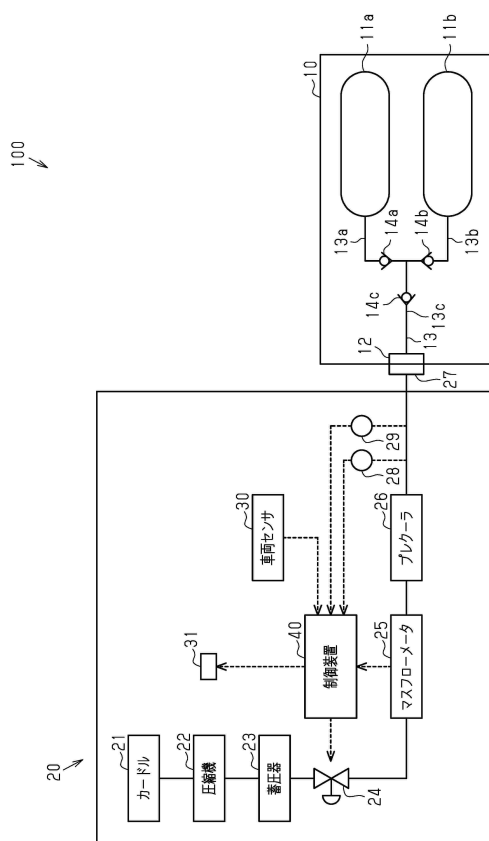 100
20
21
カードル
22
圧縮機
23
蓄圧器
24
31
40
制御装置
30
車両センサ
25
マスフローメータ
26
プレクーラ
28
29
27
12
13
13c
14c
10
13a
14a
11a
14b
13b
11b